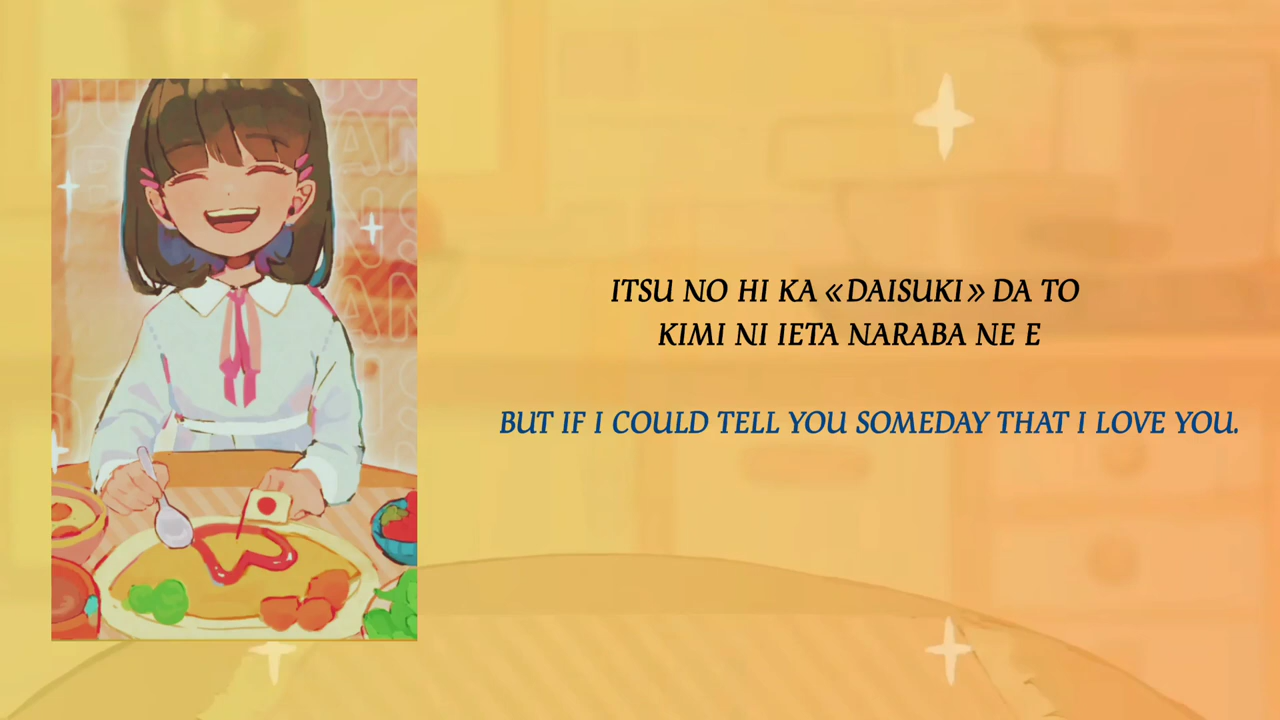 ITSU NO HI KA «DAISUKI» DA TO
KIMI NI IETA NARABA NE E
BUT IF I COULD TELL YOU SOMEDAY THAT I LOVE YOU.